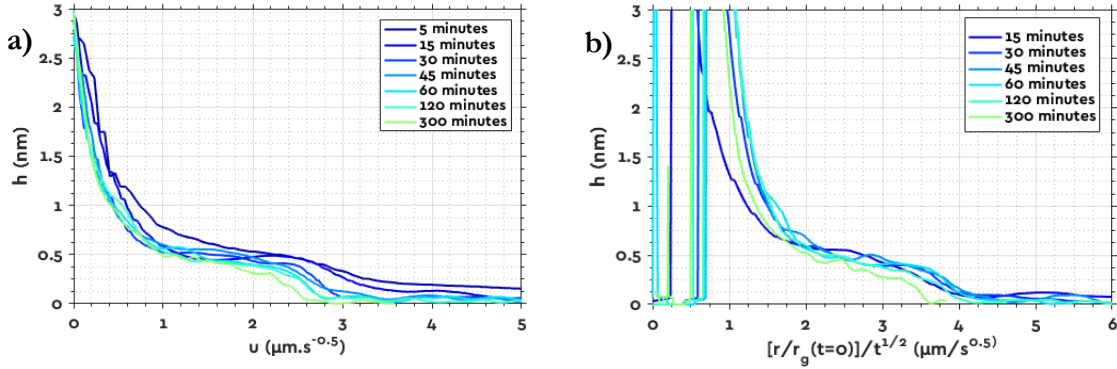 a)
3
2.5
2
1.5
1
0.5
0
h (nm)
0 1 2 3 4 5
υ (μm.s^-0.5)
5 minutes
15 minutes
30 minutes
45 minutes
60 minutes
120 minutes
300 minutes
b)
3
2.5
2
1.5
1
0.5
0
h (nm)
0 1 2 3 4 5 6
[r/r_g(t=0)]/t^1/2 (μm/s^0.5)
15 minutes
30 minutes
45 minutes
60 minutes
120 minutes
300 minutes